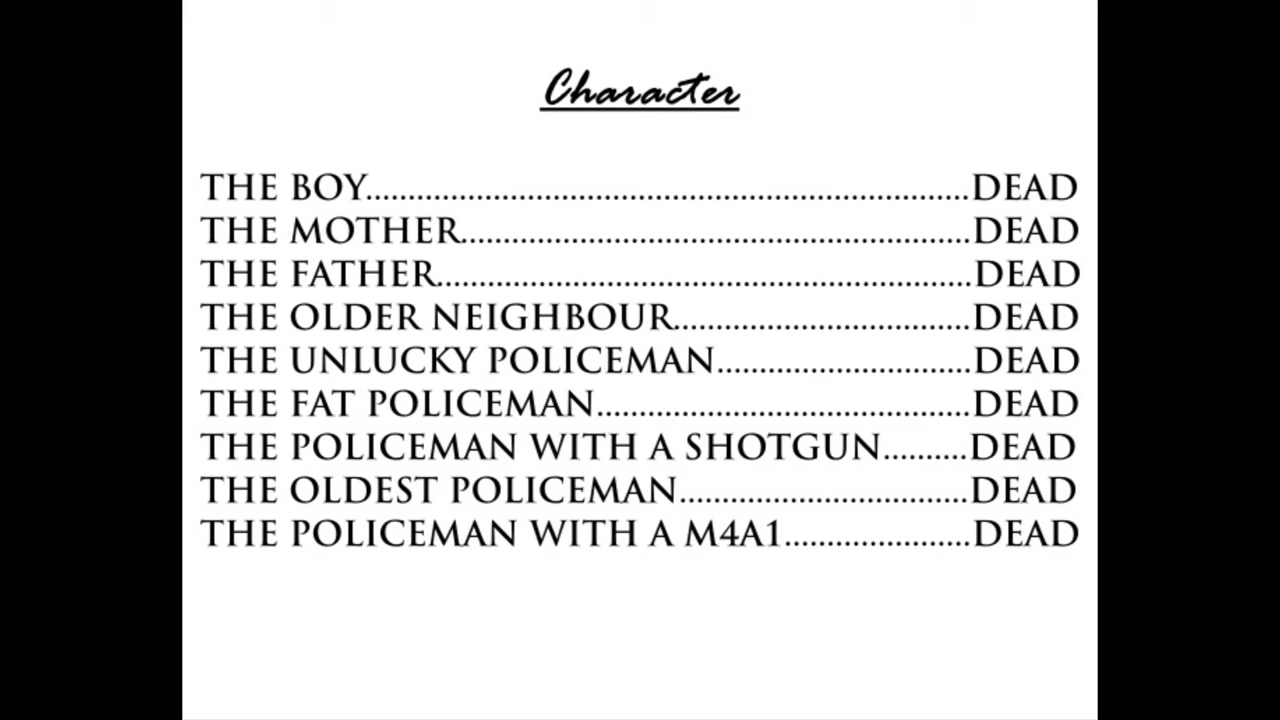 Character
THE BOY.......................................................................DEAD
THE MOTHER............................................................DEAD
THE FATHER...............................................................DEAD
THE OLDER NEIGHBOUR...................................DEAD
THE UNLUCKY POLICEMAN..............................DEAD
THE FAT POLICEMAN............................................DEAD
THE POLICEMAN WITH A SHOTGUN..........DEAD
THE OLDEST POLICEMAN..................................DEAD
THE POLICEMAN WITH A M4A1......................DEAD